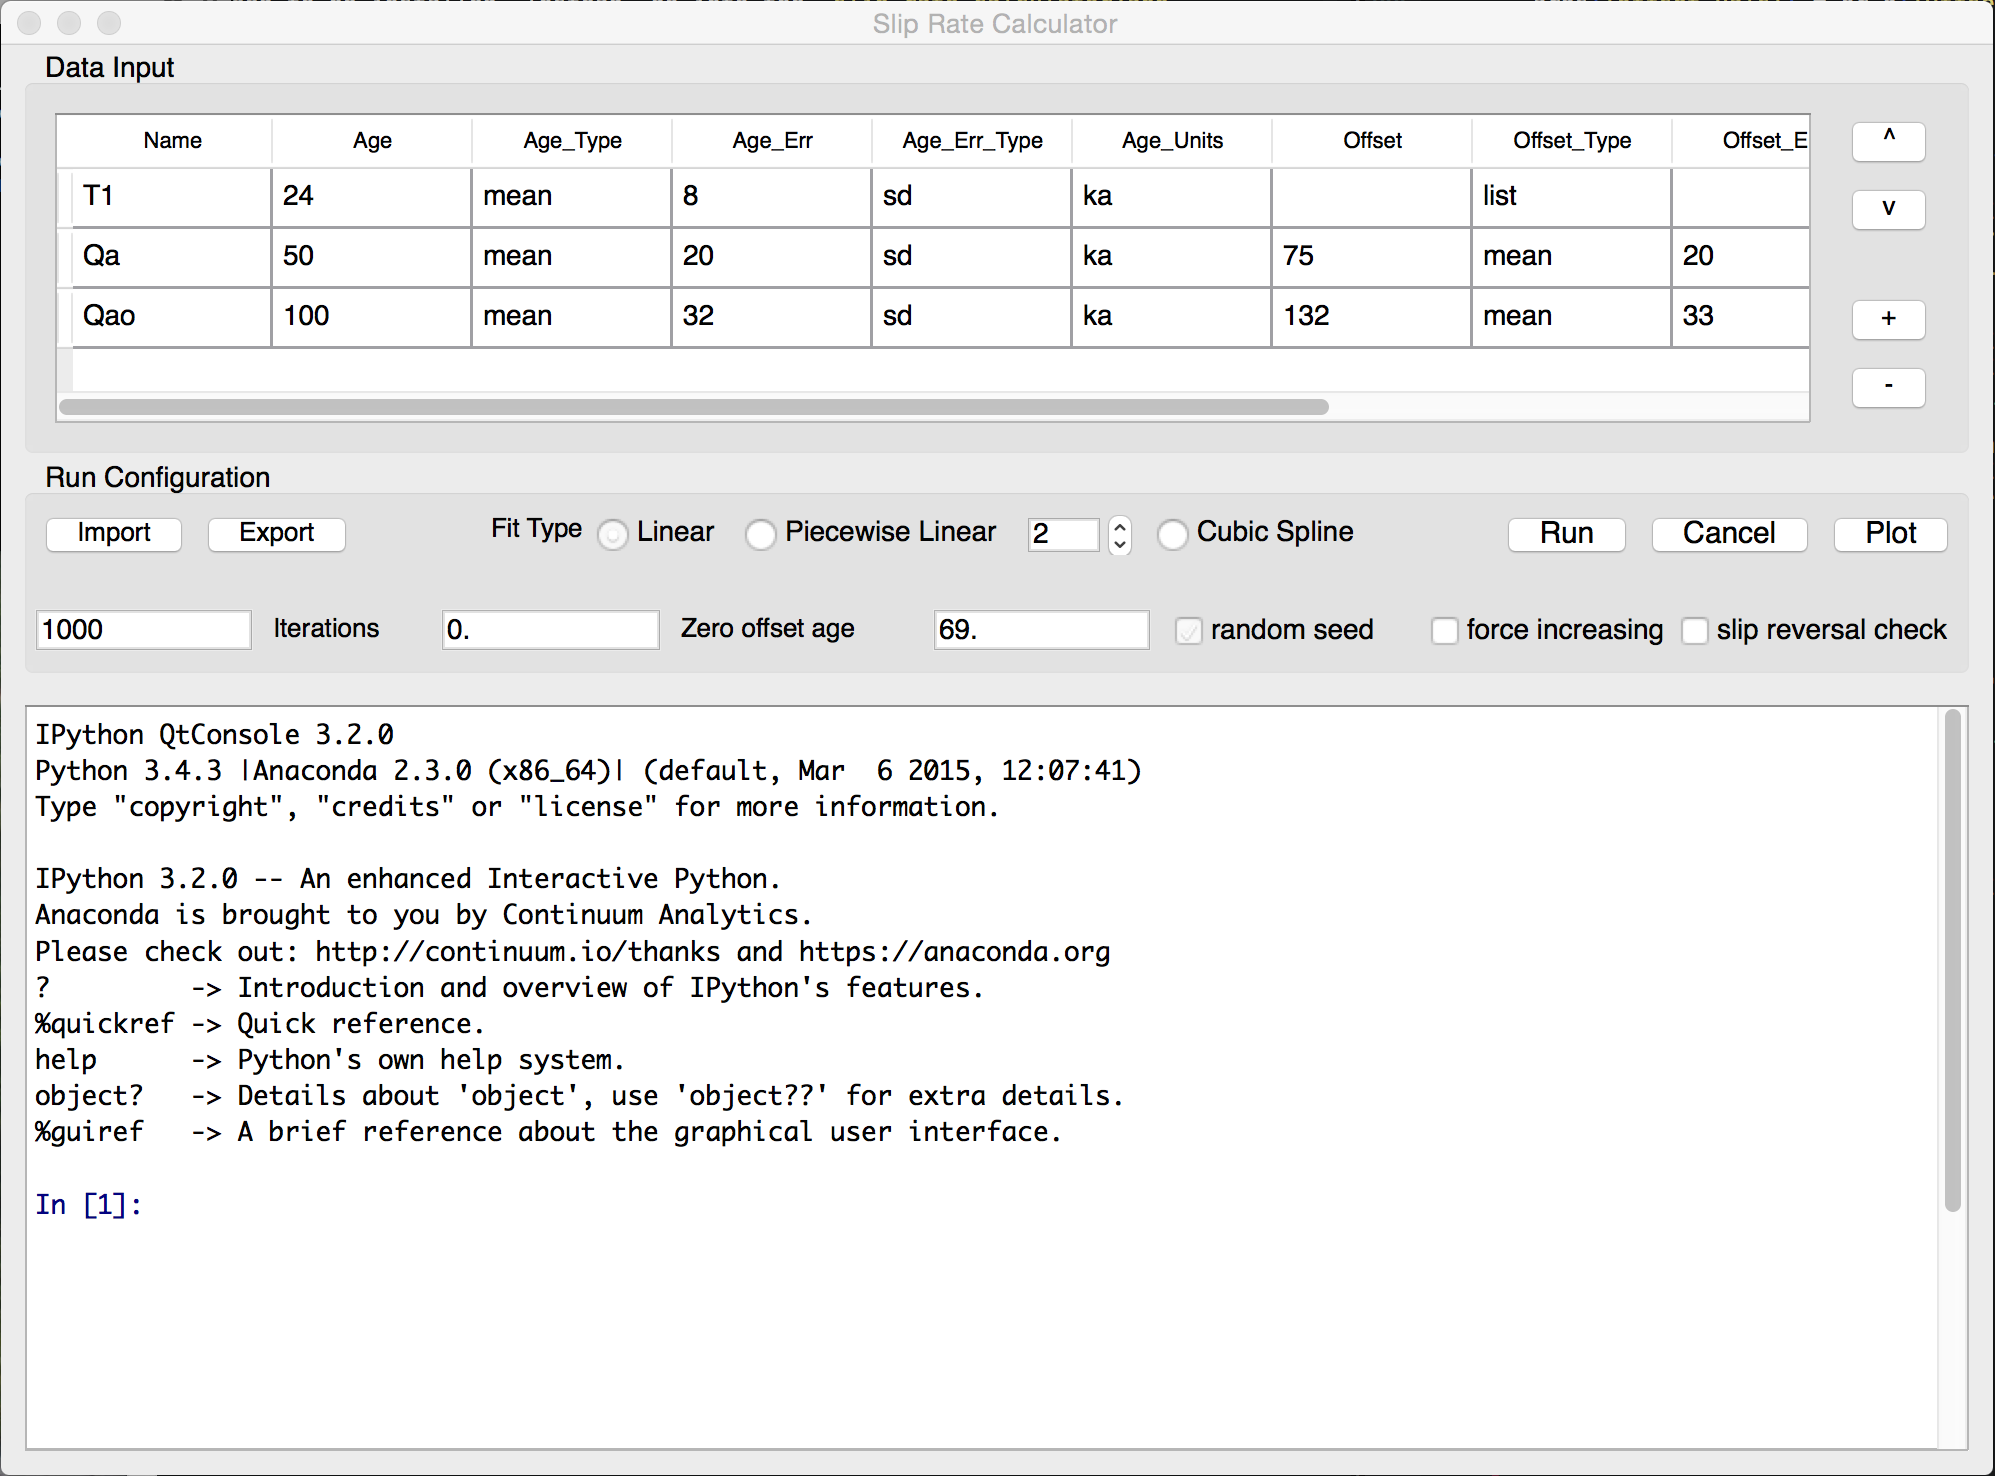 Slip Rate Calculator
Data Input
Name Age Age_Type Age_Err Age_Err_Type Age_Units Offset Offset_Type Offset_E
T1 24 mean 8 sd ka list
Qa 50 mean 20 sd ka 75 mean 20
Qao 100 mean 32 sd ka 132 mean 33
^
v
+
-
Run Configuration
Import Export Fit Type Linear Piecewise Linear 2 Cubic Spline Run Cancel Plot
1000 Iterations 0. Zero offset age 69. random seed force increasing slip reversal check
IPython QtConsole 3.2.0
Python 3.4.3 |Anaconda 2.3.0 (x86_64)| (default, Mar  6 2015, 12:07:41)
Type "copyright", "credits" or "license" for more information.
IPython 3.2.0 -- An enhanced Interactive Python.
Anaconda is brought to you by Continuum Analytics.
Please check out: http://continuum.io/thanks and https://anaconda.org
?         -> Introduction and overview of IPython's features.
%quickref -> Quick reference.
help      -> Python's own help system.
object?   -> Details about 'object', use 'object??' for extra details.
%guiref   -> A brief reference about the graphical user interface.
In [1]: